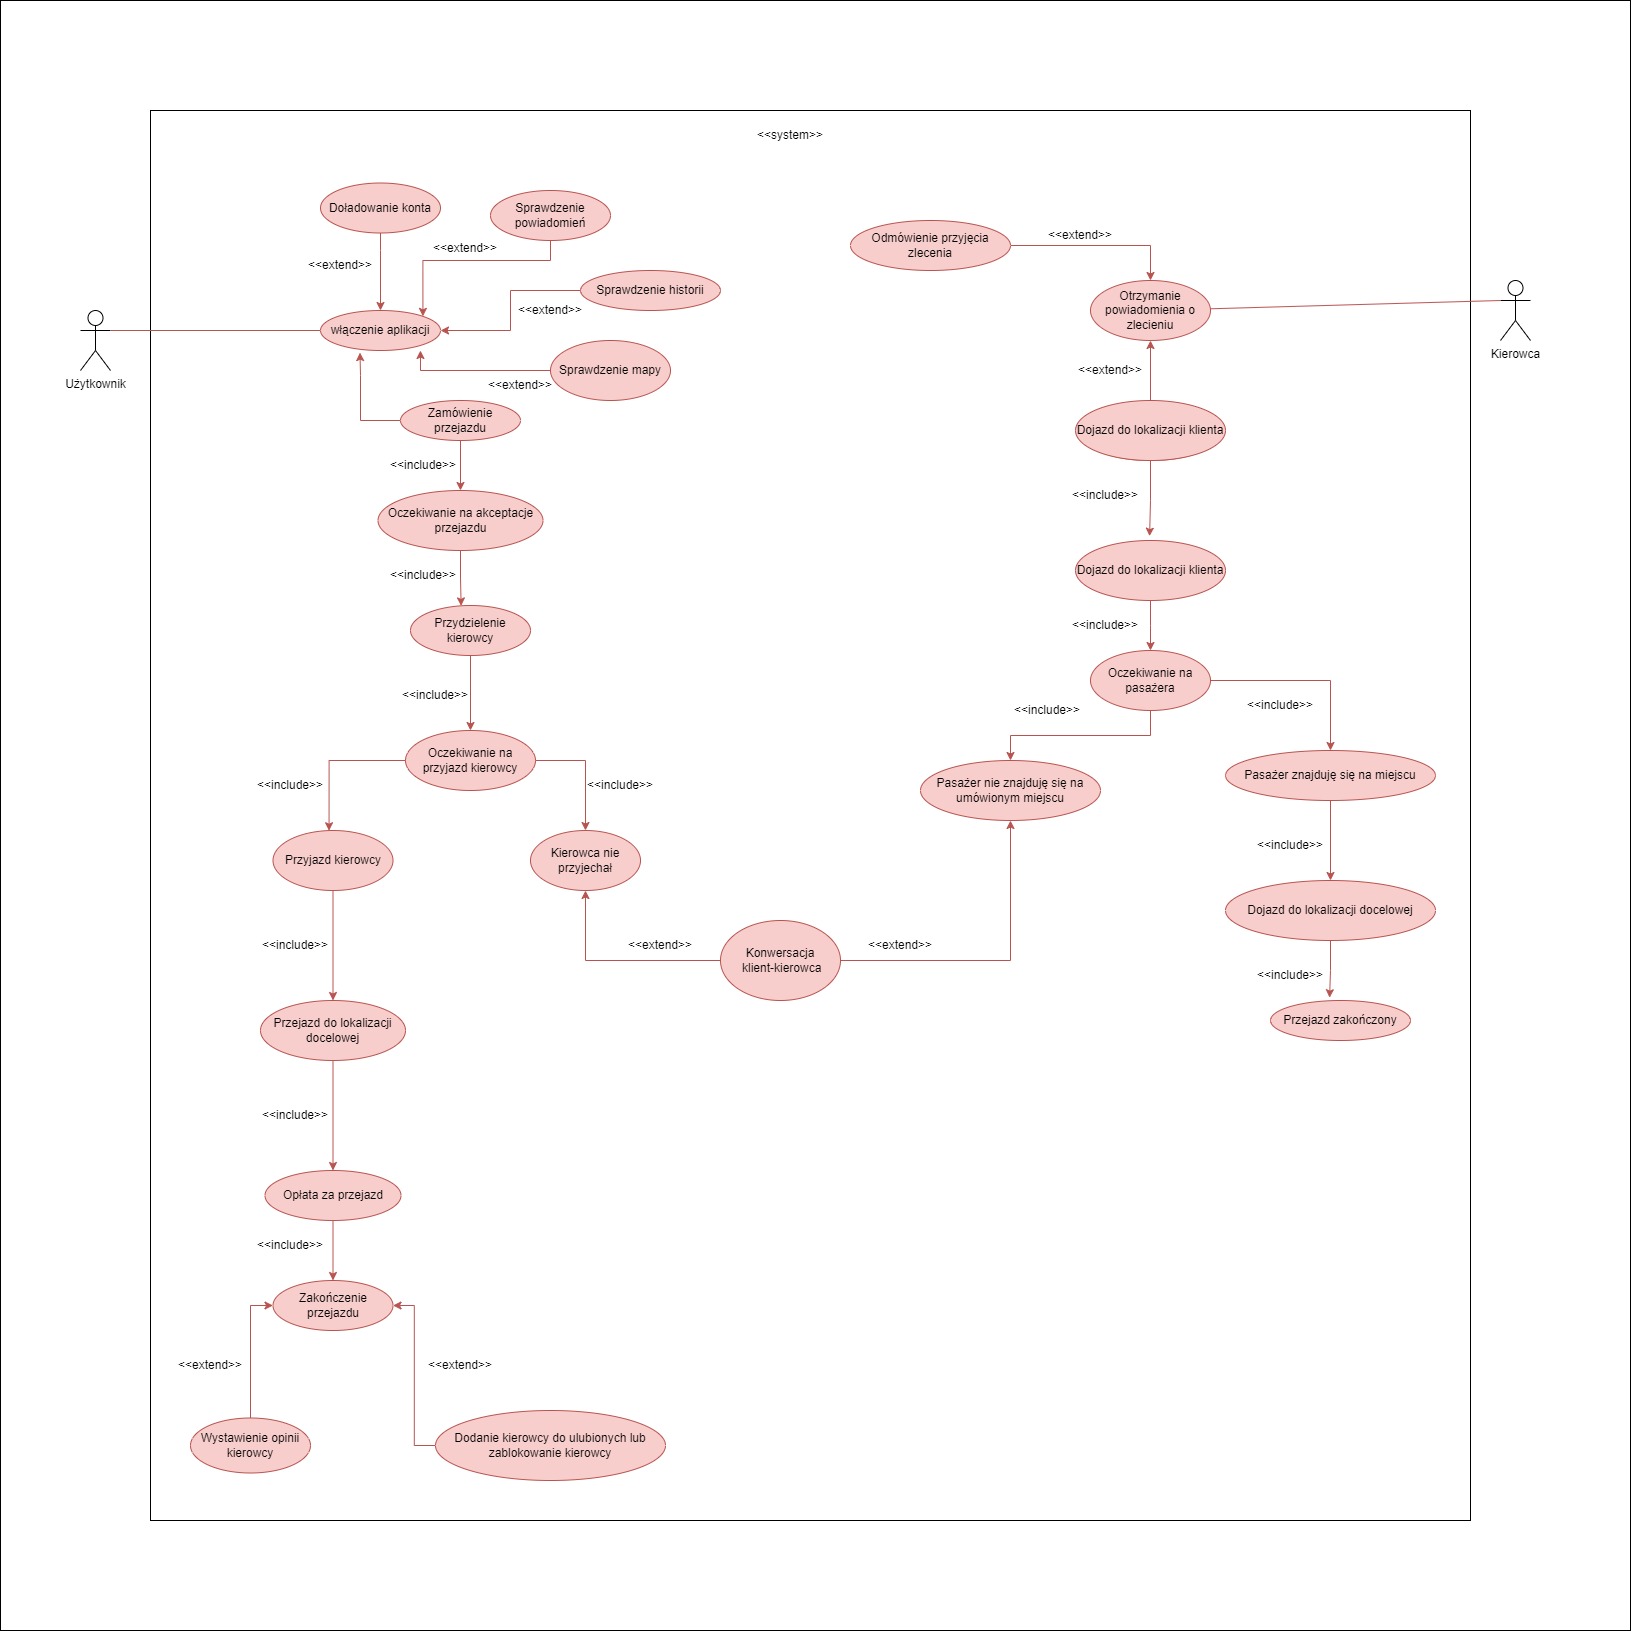 <<system>>
Doładowanie konta
Sprawdzenie
powiadomień
<<extend>>
<<extend>>
Sprawdzenie historii
<<extend>>
włączenie aplikacji
Użytkownik
Sprawdzenie mapy
<<extend>>
Zamówienie
przejazdu
<<include>>
Oczekiwanie na akceptacje
przejazdu
<<include>>
Przydzielenie
kierowcy
<<include>>
Oczekiwanie na
przyjazd kierowcy
<<include>>
<<include>>
Przyjazd kierowcy
Kierowca nie
przyjechał
<<include>>
<<extend>>
Konwersacja
klient-kierowca
<<extend>>
Przejazd do lokalizacji
docelowej
<<include>>
Opłata za przejazd
<<include>>
Zakończenie
przejazdu
<<extend>>
<<extend>>
Wystawienie opinii
kierowcy
Dodanie kierowcy do ulubionych lub
zablokowanie kierowcy
Odmówienie przyjęcia
zlecenia
<<extend>>
Otrzymanie
powiadomienia o
zlecieniu
Kierowca
<<extend>>
Dojazd do lokalizacji klienta
<<include>>
Dojazd do lokalizacji klienta
<<include>>
Oczekiwanie na
pasażera
<<include>>
<<include>>
Pasażer nie znajduję się na
umówionym miejscu
Pasażer znajduję się na miejscu
<<include>>
Dojazd do lokalizacji docelowej
<<include>>
Przejazd zakończony